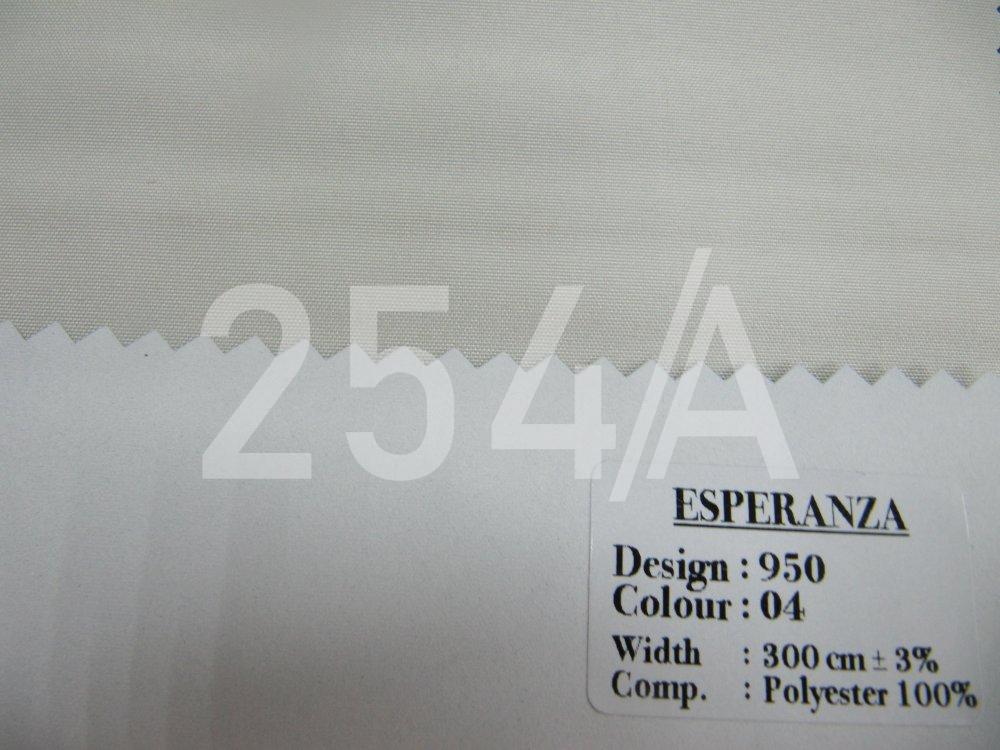 254/A
ESPERANZA
Design : 950
Colour : 04
Width : 300 cm ± 3%
Comp. : Polyester 100%